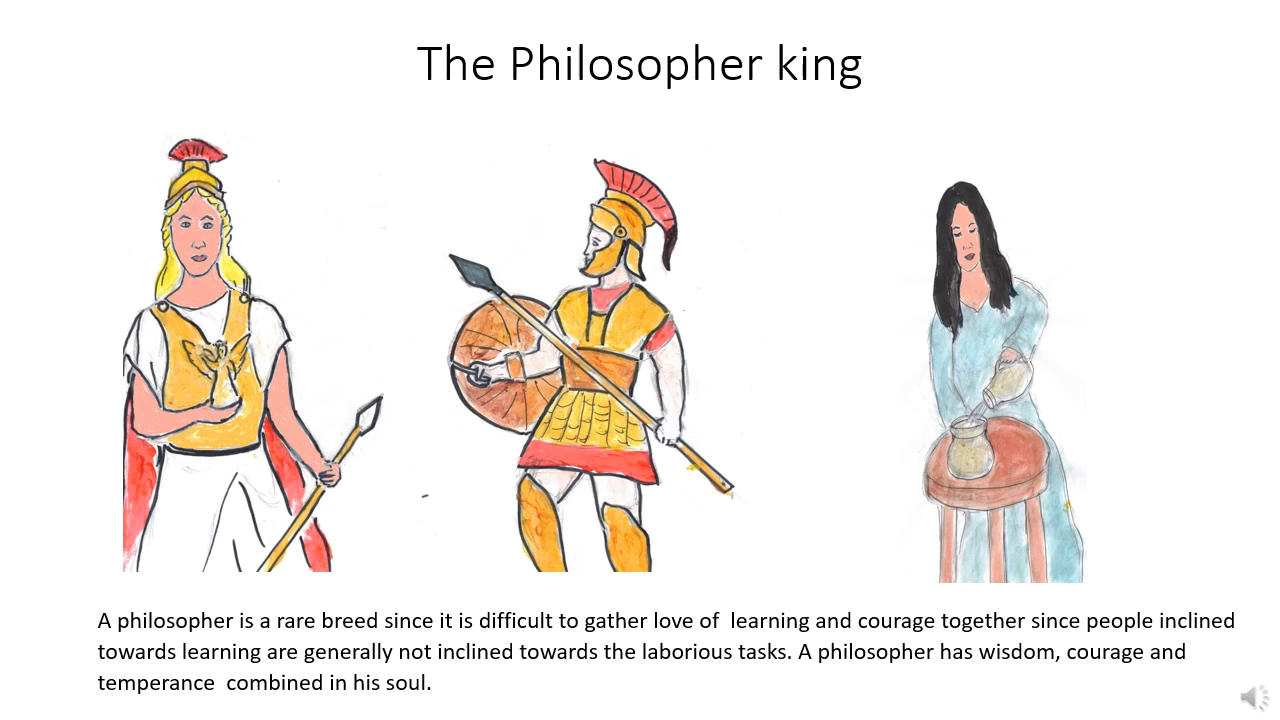 The Philosopher king
A philosopher is a rare breed since it is difficult to gather love of  learning and courage together since people inclined
towards learning are generally not inclined towards the laborious tasks. A philosopher has wisdom, courage and
temperance  combined in his soul.